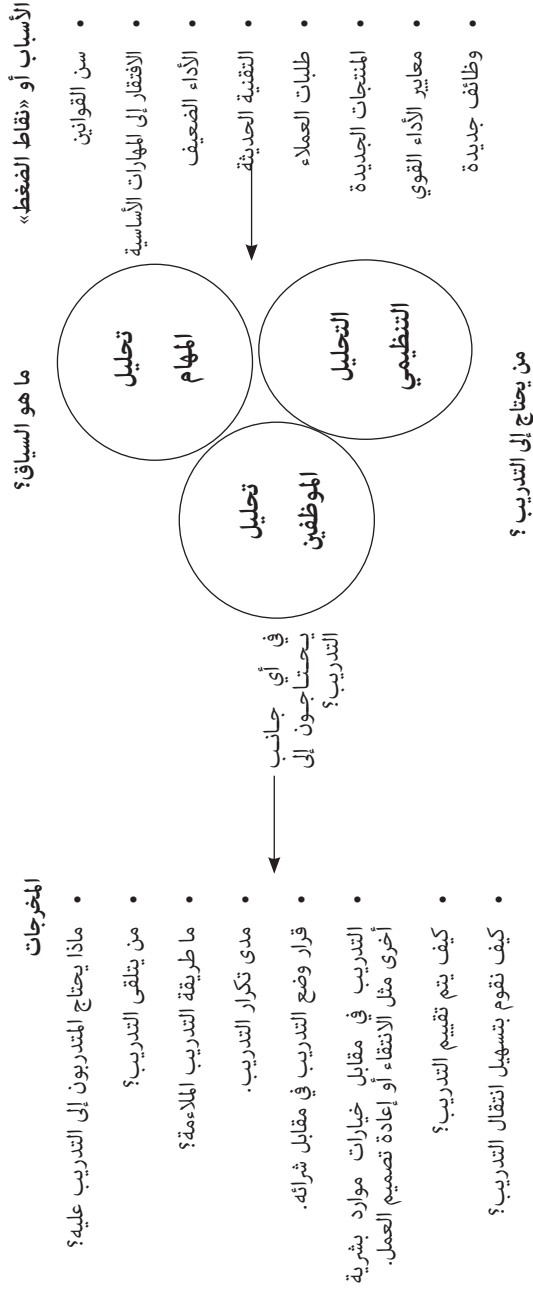 الأسباب أو «نقاط الضغط»
• سن القوانين
• الافتقار إلى المهارات الأساسية
• الأداء الضعيف
• التقنية الحديثة
• طلبات العملاء
• المنتجات الجديدة
• معايير الأداء القوي
• وظائف جديدة
ما هو السياق؟
تحليل
المهام
التحليل
التنظيمي
تحليل
الموظفين
من يحتاج إلى التدريب؟
في أي جانب
يحتاجون إلى
التدريب؟
المخرجات
• ماذا يحتاج المتدربون إلى التدريب عليه؟
• من يتلقى التدريب؟
• ما طريقة التدريب الملاءمة؟
• مدى تكرار التدريب.
• قرار وضع التدريب في مقابل شرائه.
• التدريب في مقابل خيارات موارد بشرية
أخرى مثل الانتقاء أو إعادة تصميم العمل.
• كيف يتم تقييم التدريب؟
• كيف نقوم بتسهيل انتقال التدريب؟